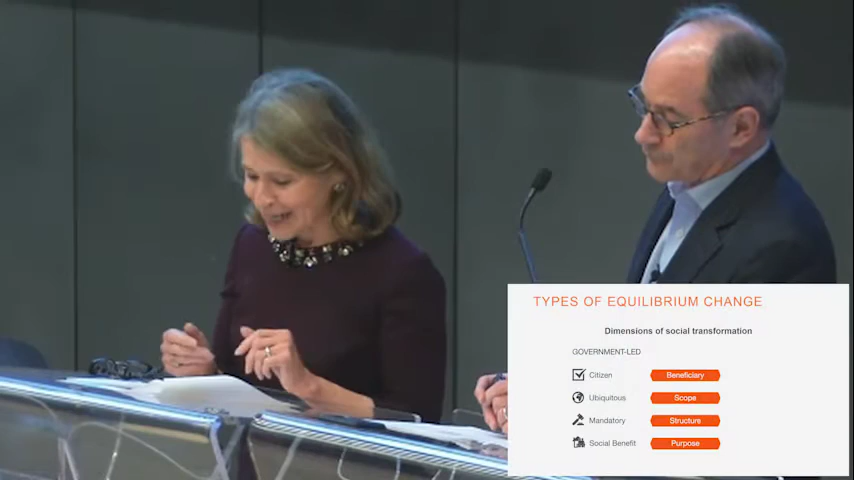 TYPES OF EQUILIBRIUM CHANGE
Dimensions of social transformation
GOVERNMENT-LED
Citizen Beneficiary
Ubiquitous Scope
Mandatory Structure
Social Benefit Purpose